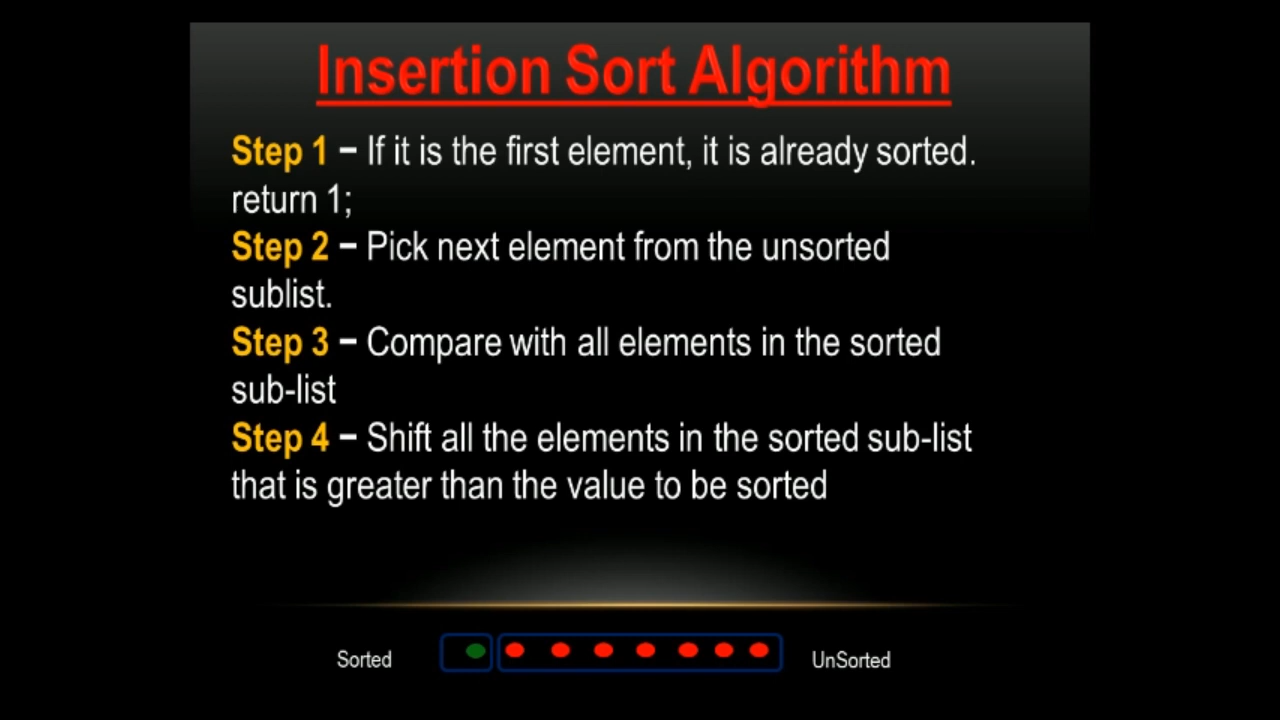 Insertion Sort Algorithm
Step 1 − If it is the first element, it is already sorted.
return 1;
Step 2 − Pick next element from the unsorted
sublist.
Step 3 − Compare with all elements in the sorted
sub-list
Step 4 − Shift all the elements in the sorted sub-list
that is greater than the value to be sorted
Sorted
UnSorted